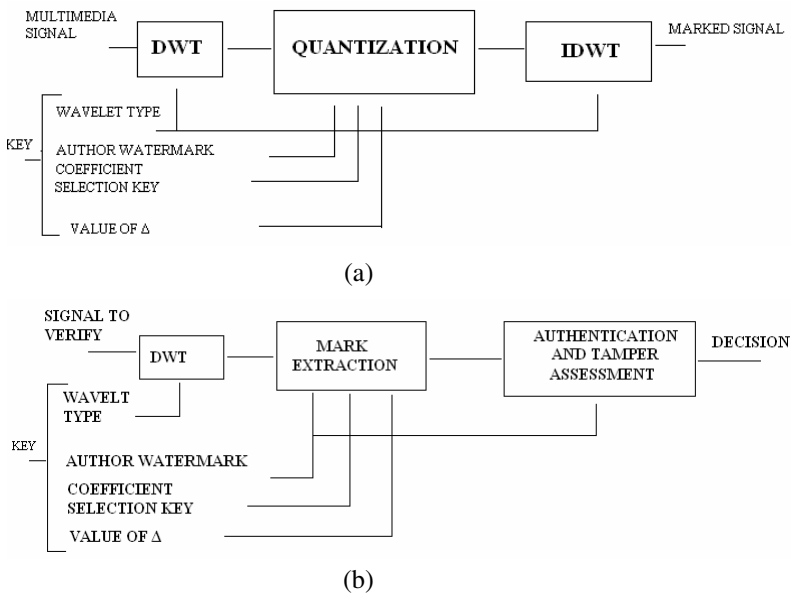 MULTIMEDIA
SIGNAL
DWT
QUANTIZATION
IDWT
MARKED SIGNAL
WAVELET TYPE
KEY
AUTHOR WATERMARK
COEFFICIENT
SELECTION KEY
VALUE OF Δ
(a)
SIGNAL TO
VERIFY
DWT
MARK
EXTRACTION
AUTHENTICATION
AND TAMPER
ASSESSMENT
DECISION
WAVELT
TYPE
KEY
AUTHOR WATERMARK
COEFFICIENT
SELECTION KEY
VALUE OF Δ
(b)